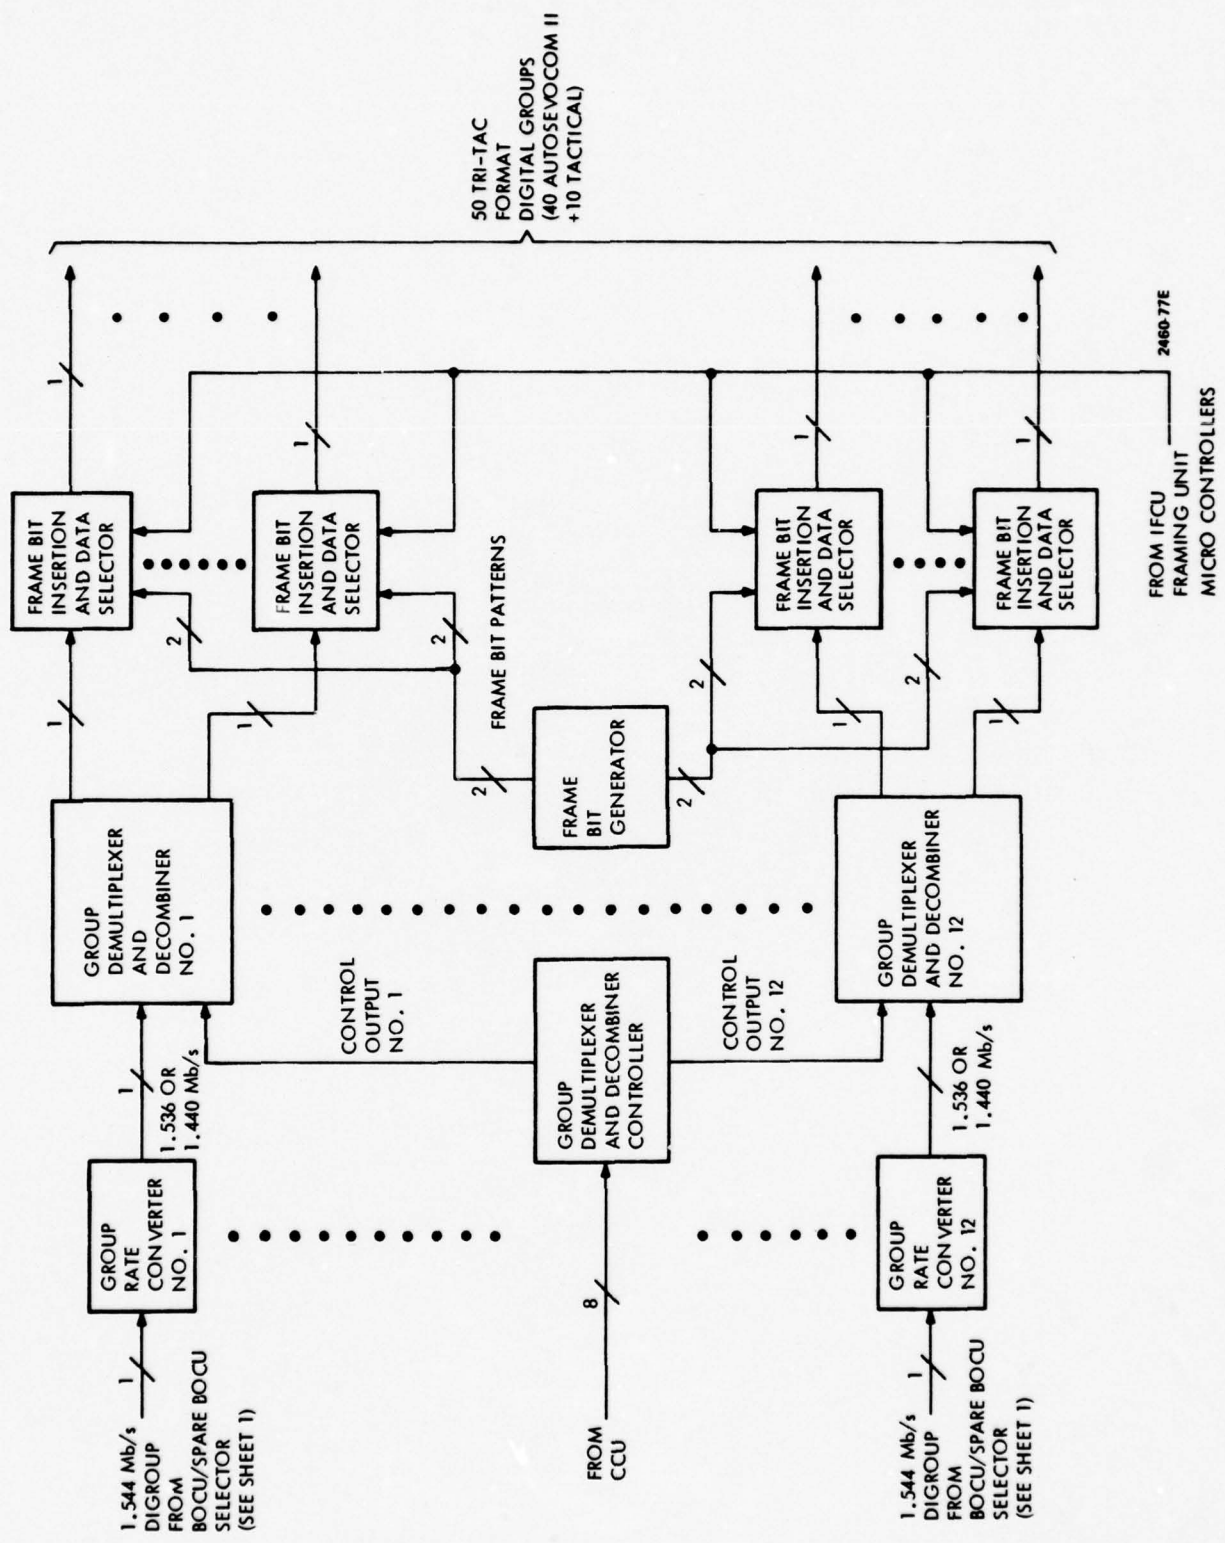 1.544 Mb/s
DIGROUP
FROM
BOCU/SPARE BOCU
SELECTOR
(SEE SHEET 1)
1
GROUP
RATE
CONVERTER
NO. 1
1
1.536 OR
1.440 Mb/s
GROUP
DEMULTIPLEXER
AND
DECOMBINER
NO. 1
1
1
FRAME BIT
INSERTION
AND DATA
SELECTOR
2
1
FRAME BIT
INSERTION
AND DATA
SELECTOR
2
1
FRAME BIT PATTERNS
50 TRI-TAC
FORMAT
DIGITAL GROUPS
(40 AUTOSEVOCOM II
+10 TACTICAL)
CONTROL
OUTPUT
NO. 1
FROM
CCU
8
GROUP
DEMULTIPLEXER
AND DECOMBINER
CONTROLLER
CONTROL
OUTPUT
NO. 12
2
FRAME
BIT
GENERATOR
2
2
FRAME BIT
INSERTION
AND DATA
SELECTOR
1
1.544 Mb/s
DIGROUP
FROM
BOCU/SPARE BOCU
SELECTOR
(SEE SHEET 1)
1
GROUP
RATE
CONVERTER
NO. 12
1.536 OR
1.440 Mb/s
GROUP
DEMULTIPLEXER
AND DECOMBINER
NO. 12
1
1
2
FRAME BIT
INSERTION
AND DATA
SELECTOR
1
FROM IFCU
FRAMING UNIT
MICRO CONTROLLERS
2460-77E